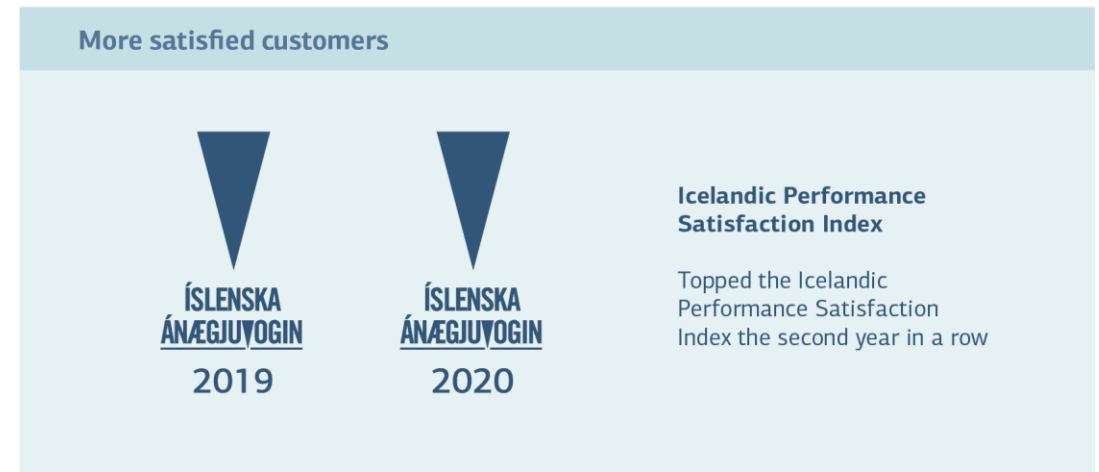 More satisfied customers
ÍSLENSKA
ÁNÆGJUVOGIN
2019
ÍSLENSKA
ÁNÆGJUVOGIN
2020
Icelandic Performance
Satisfaction Index
Topped the Icelandic
Performance Satisfaction
Index the second year in a row